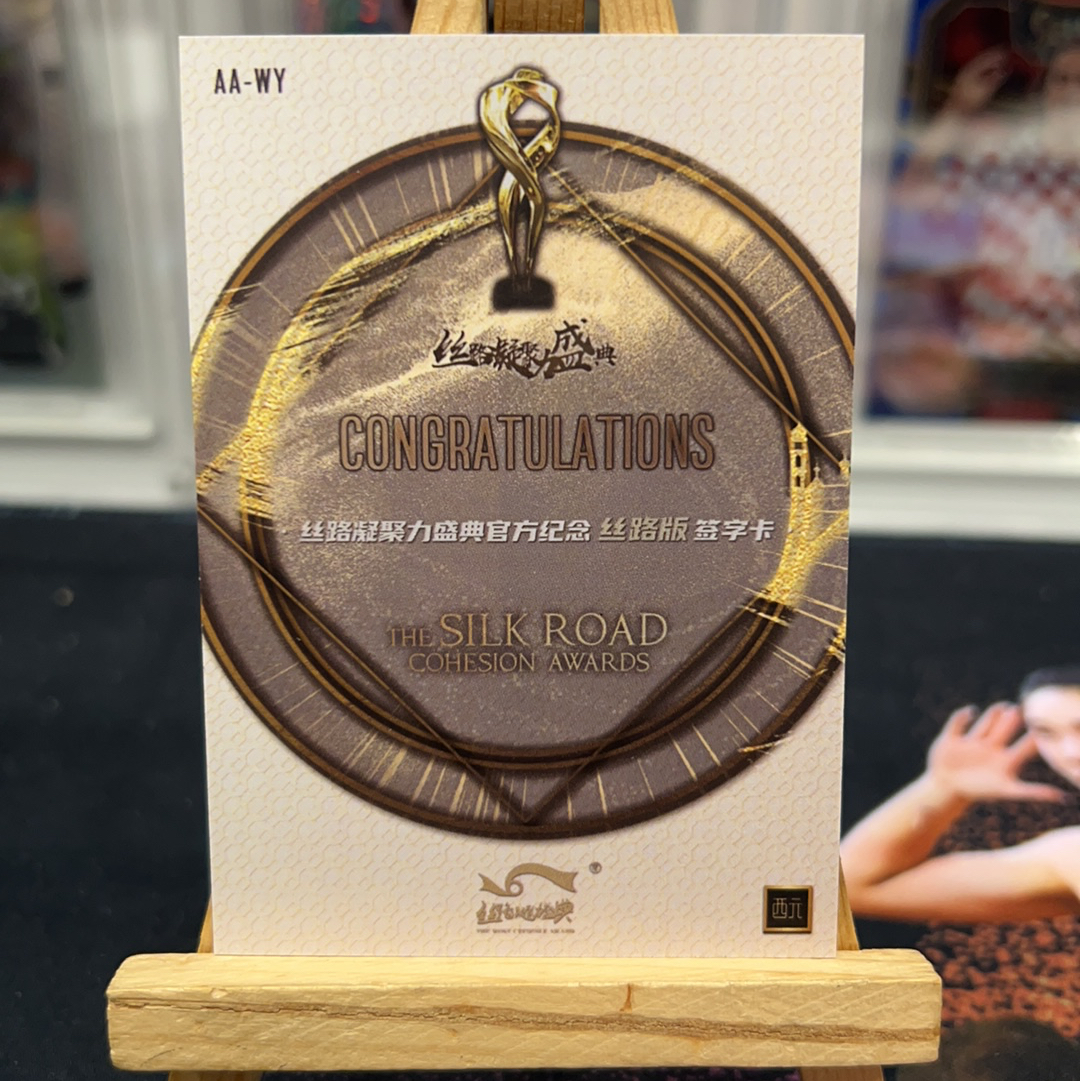 AA-WY
丝路凝聚力盛典
CONGRATULATIONS
丝路凝聚力盛典官方纪念 丝路版 签字卡
THE SILK ROAD
COHESION AWARDS
西元